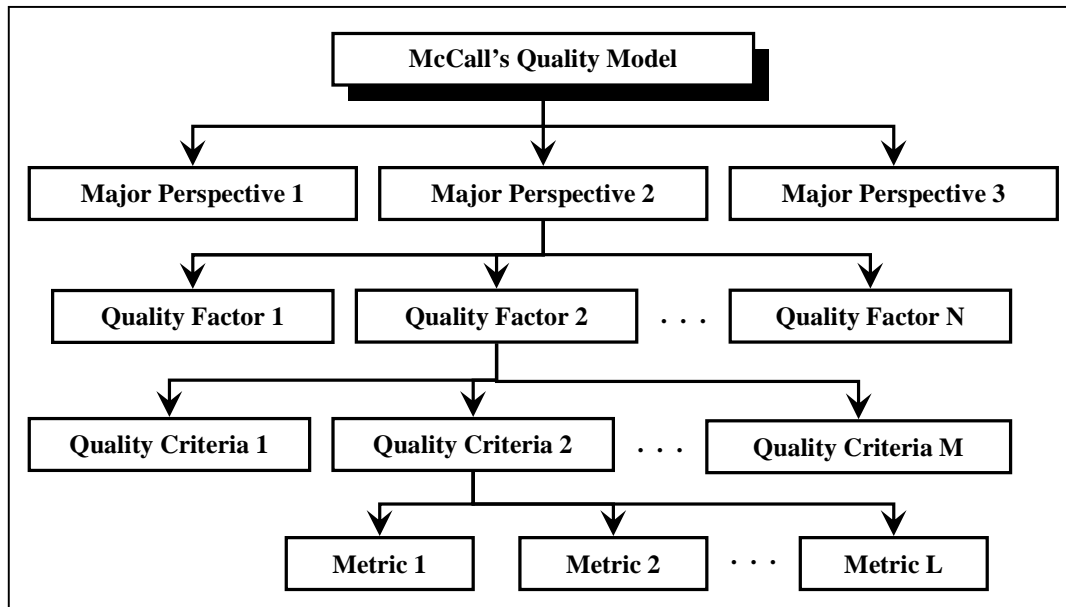 McCall's Quality Model
Major Perspective 1
Major Perspective 2
Major Perspective 3
Quality Factor 1
Quality Factor 2
. . .
Quality Factor N
Quality Criteria 1
Quality Criteria 2
. . .
Quality Criteria M
Metric 1
Metric 2
. . .
Metric L